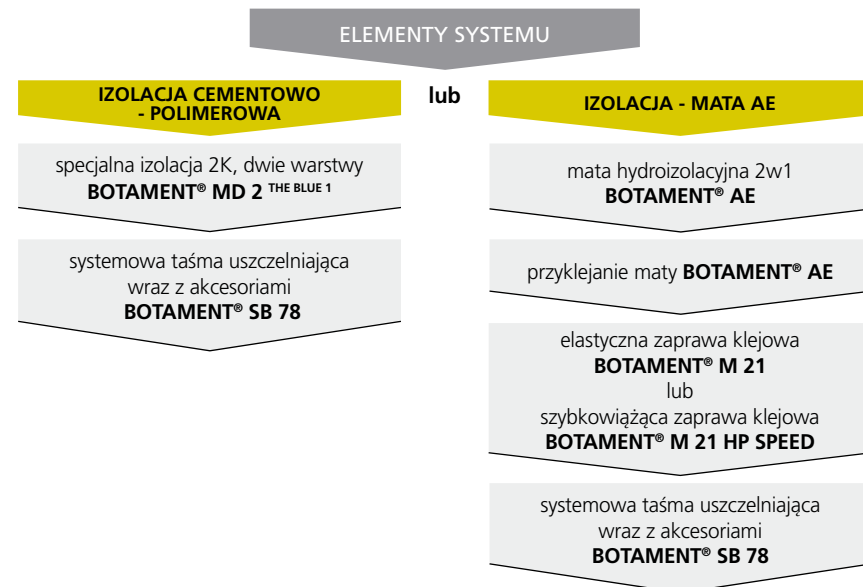 ELEMENTY SYSTEMU
IZOLACJA CEMENTOWO
- POLIMEROWA
specjalna izolacja 2K, dwie warstwy
BOTAMENT® MD 2 THE BLUE 1
systemowa taśma uszczelniająca
wraz z akcesoriami
BOTAMENT® SB 78
lub
IZOLACJA - MATA AE
mata hydroizolacyjna 2w1
BOTAMENT® AE
przyklejanie maty BOTAMENT® AE
elastyczna zaprawa klejowa
BOTAMENT® M 21
lub
szybkowiążąca zaprawa klejowa
BOTAMENT® M 21 HP SPEED
systemowa taśma uszczelniająca
wraz z akcesoriami
BOTAMENT® SB 78